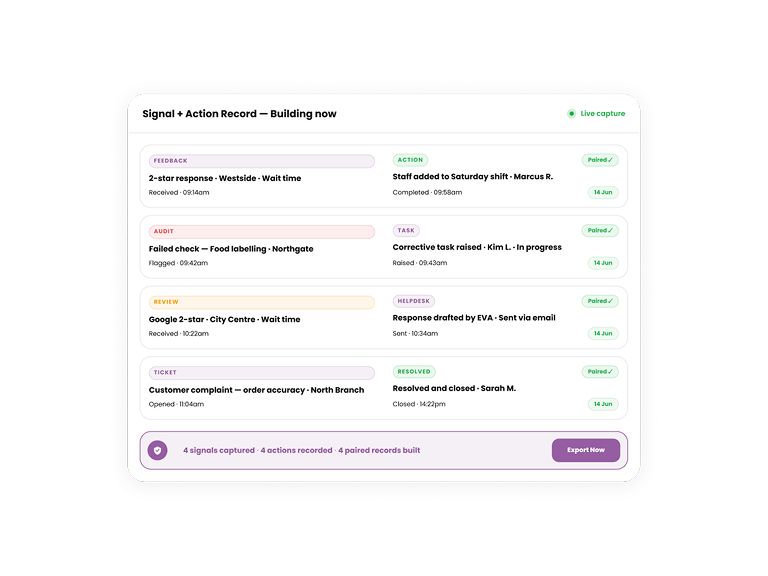 Signal + Action Record — Building now
Live capture
FEEDBACK
2-star response · Westside · Wait time
Received · 09:14am
ACTION
Staff added to Saturday shift · Marcus R.
Completed · 09:58am
Paired ✓
14 Jun
AUDIT
Failed check — Food labelling · Northgate
Flagged · 09:42am
TASK
Corrective task raised · Kim L. · In progress
Raised · 09:43am
Paired ✓
14 Jun
REVIEW
Google 2-star · City Centre · Wait time
Received · 10:22am
HELPDESK
Response drafted by EVA · Sent via email
Sent · 10:34am
Paired ✓
14 Jun
TICKET
Customer complaint — order accuracy · North Branch
Opened · 11:04am
RESOLVED
Resolved and closed · Sarah M.
Closed · 14:22pm
Paired ✓
14 Jun
4 signals captured · 4 actions recorded · 4 paired records built
Export Now